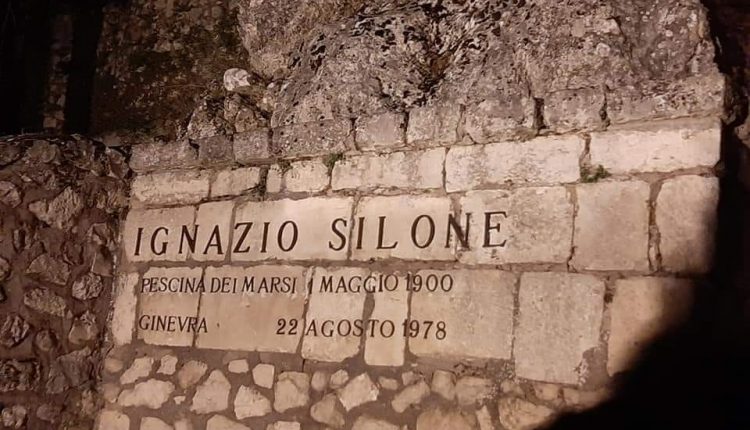 IGNAZIO SILONE
PESCINA DEI MARSI 1 MAGGIO 1900
GINEVRA 22 AGOSTO 1978